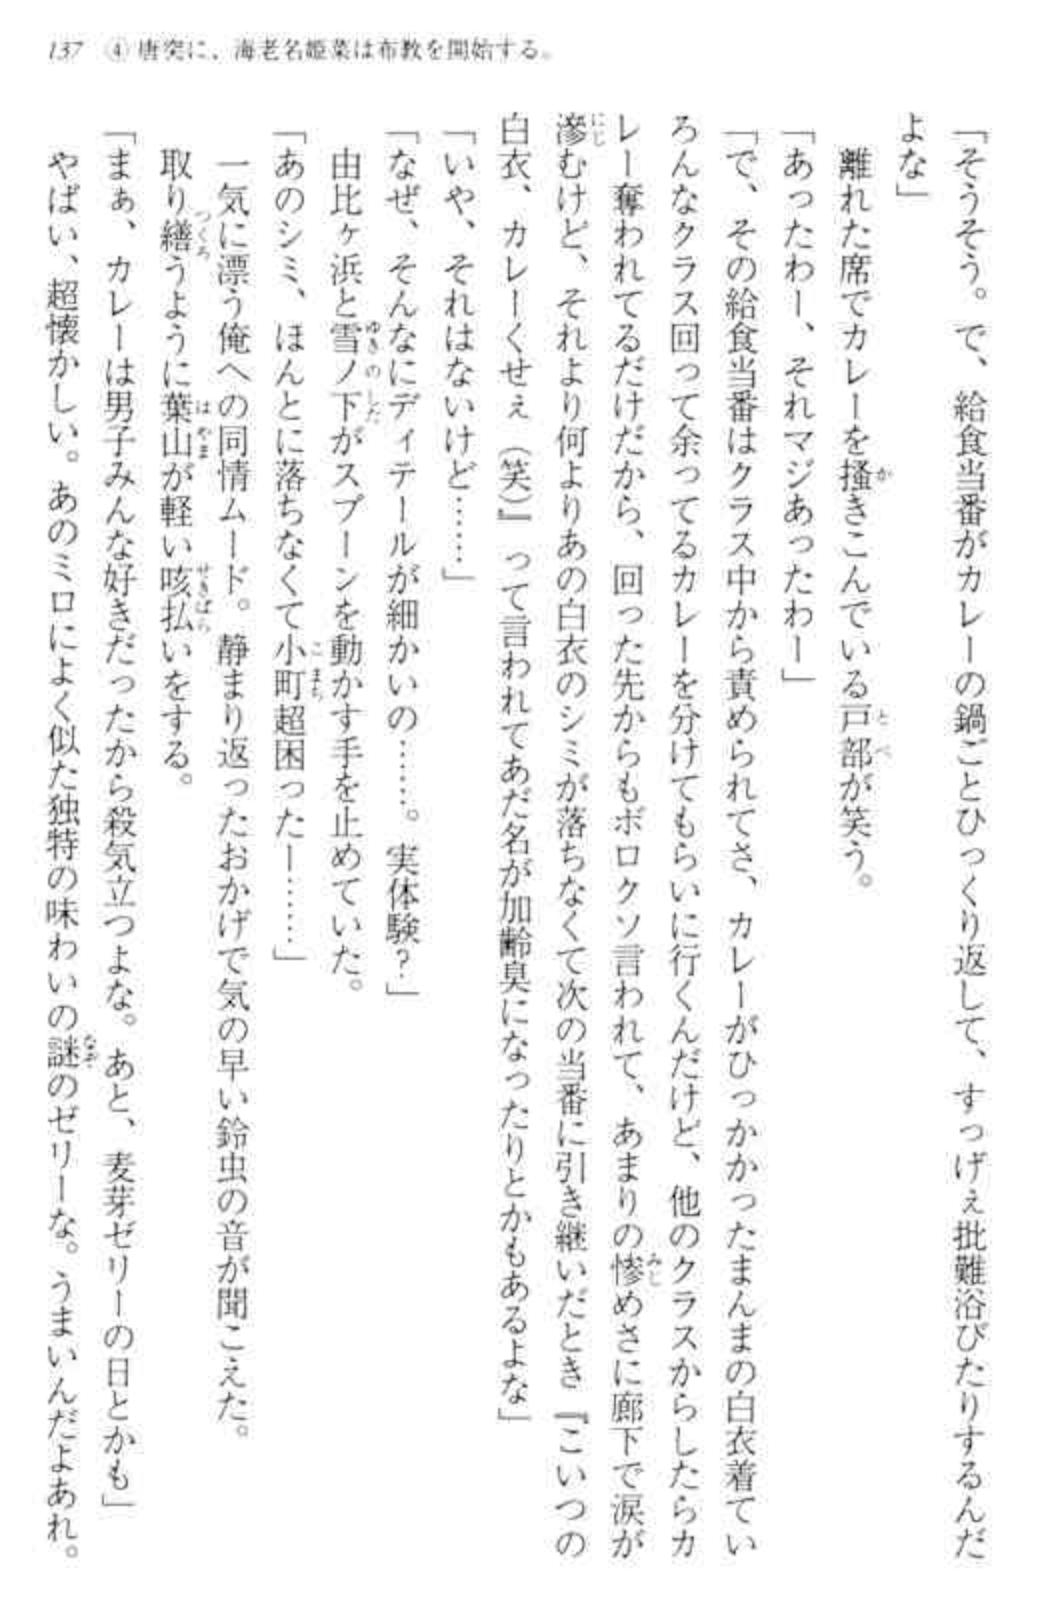 137　④唐突に、海老名姫菜は布教を開始する。
「そうそう。で、給食当番がカレーの鍋ごとひっくり返して、すっげぇ批難浴びたりするんだ
よな」
離れた席でカレーを掻きこんでいる戸部が笑う。
「あったわー、それマジあったわー」
「で、その給食当番はクラス中から責められてさ、カレーがひっかかったまんまの白衣着てい
ろんなクラス回って余ってるカレーを分けてもらいに行くんだけど、他のクラスからしたらカ
レー奪われてるだけだから、回った先からもボロクソ言われて、あまりの惨めさに廊下で涙が
滲むけど、それより何よりあの白衣のシミが落ちなくて次の当番に引き継いだとき『こいつの
白衣、カレーくせぇ（笑）』って言われてあだ名が加齢臭になったりとかもあるよな」
「いや、それはないけど……」
「なぜ、そんなにディテールが細かいの……。実体験？」
由比ヶ浜と雪ノ下がスプーンを動かす手を止めていた。
「あのシミ、ほんとに落ちなくて小町超困ったー……」
一気に漂う俺への同情ムード。静まり返ったおかげで気の早い鈴虫の音が聞こえた。
取り繕うように葉山が軽い咳払いをする。
「まぁ、カレーは男子みんな好きだったから殺気立つよな。あと、麦芽ゼリーの日とかも」
やばい、超懐かしい。あのミロによく似た独特の味わいの謎のゼリーな。うまいんだよあれ。